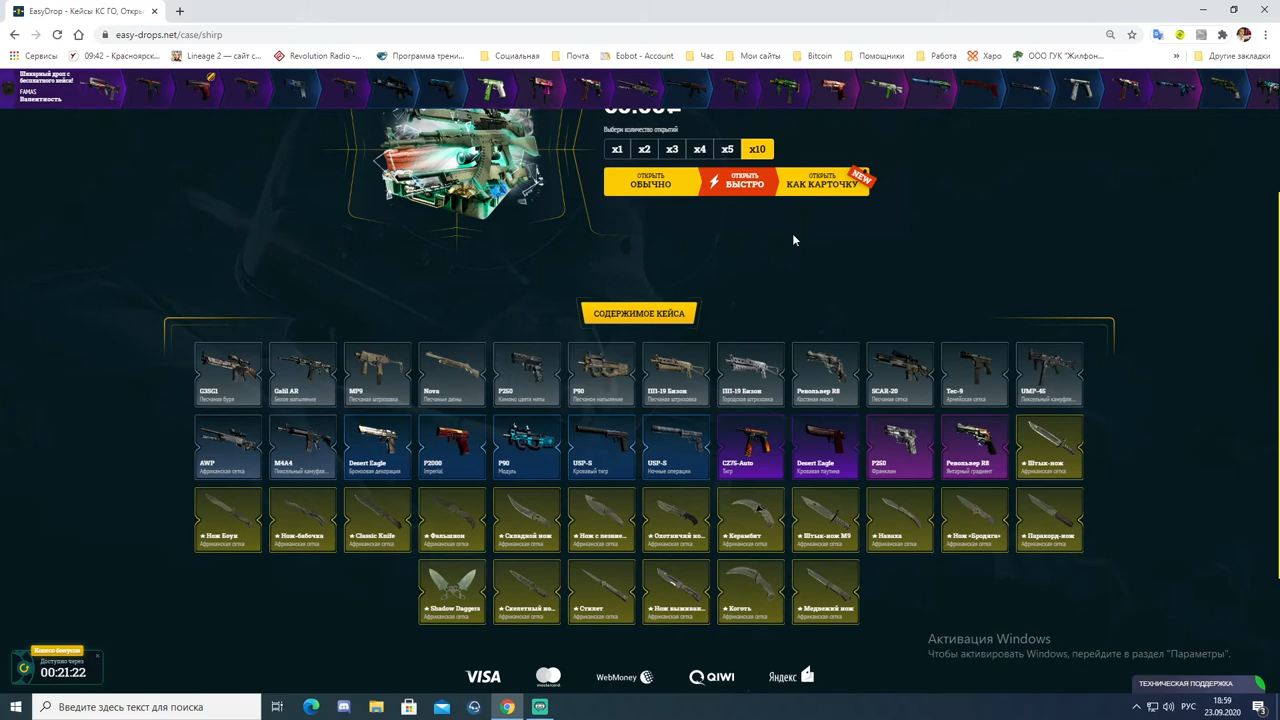 EasyDrop - Кейсы КС ГО, Откры
easy-drops.net/case/shirp
Сервисы
09:42 - Красноярск...
Lineage 2 — сайт с...
Revolution Radio -...
Программа трени...
Социальная
Почта
Eobot - Account
Час
Мои сайты
Bitcoin
Помощники
Работа
Харо
ООО ГУК "Жилфон...
»
Другие закладки
Шикарный дроп с
бесплатного кейса!
FAMAS
Валентность
Выбери количество открытий
x1 x2 x3 x4 x5 x10
ОТКРЫТЬ
ОБЫЧНО
ОТКРЫТЬ
БЫСТРО
ОТКРЫТЬ
КАК КАРТОЧКУ
NEW
СОДЕРЖИМОЕ КЕЙСА
G3SG1
Песчаная буря
Galil AR
Белое напыление
MP9
Песчаная штриховка
Nova
Песчаные дюны
P250
Кимоно цвета мяты
P90
Песчаное напыление
ПП-19 Бизон
Песчаная штриховка
ПП-19 Бизон
Городская штриховка
Револьвер R8
Костяная маска
SCAR-20
Песчаная сетка
Tec-9
Армейская сетка
UMP-45
Пиксельный камуфля...
AWP
Африканская сетка
M4A4
Пиксельный камуфля...
Desert Eagle
Бронзовая декорация
P2000
Imperial
P90
Модуль
USP-S
Кровавый тигр
USP-S
Ночные операции
CZ75-Auto
Тигр
Desert Eagle
Кровавая паутина
P250
Франклин
Револьвер R8
Янтарный градиент
★ Штык-нож
Африканская сетка
★ Нож Боуи
Африканская сетка
★ Нож-бабочка
Африканская сетка
★ Classic Knife
Африканская сетка
★ Фальшион
Африканская сетка
★ Складной нож
Африканская сетка
★ Нож с лезвие...
Африканская сетка
★ Охотничий но...
Африканская сетка
★ Керамбит
Африканская сетка
★ Штык-нож M9
Африканская сетка
★ Наваха
Африканская сетка
★ Нож «Бродяга»
Африканская сетка
★ Паракорд-нож
Африканская сетка
★ Shadow Daggers
Африканская сетка
★ Скелетный но...
Африканская сетка
★ Стилет
Африканская сетка
★ Нож выживан...
Африканская сетка
★ Коготь
Африканская сетка
★ Медвежий нож
Африканская сетка
Активация Windows
Чтобы активировать Windows, перейдите в раздел "Параметры".
Колесо бонусов
Доступно через
00:21:22
VISA
mastercard
WebMoney
QIWI
Яндекс
ТЕХНИЧЕСКАЯ ПОДДЕРЖКА
Введите здесь текст для поиска
РУС
18:59
23.09.2020
3